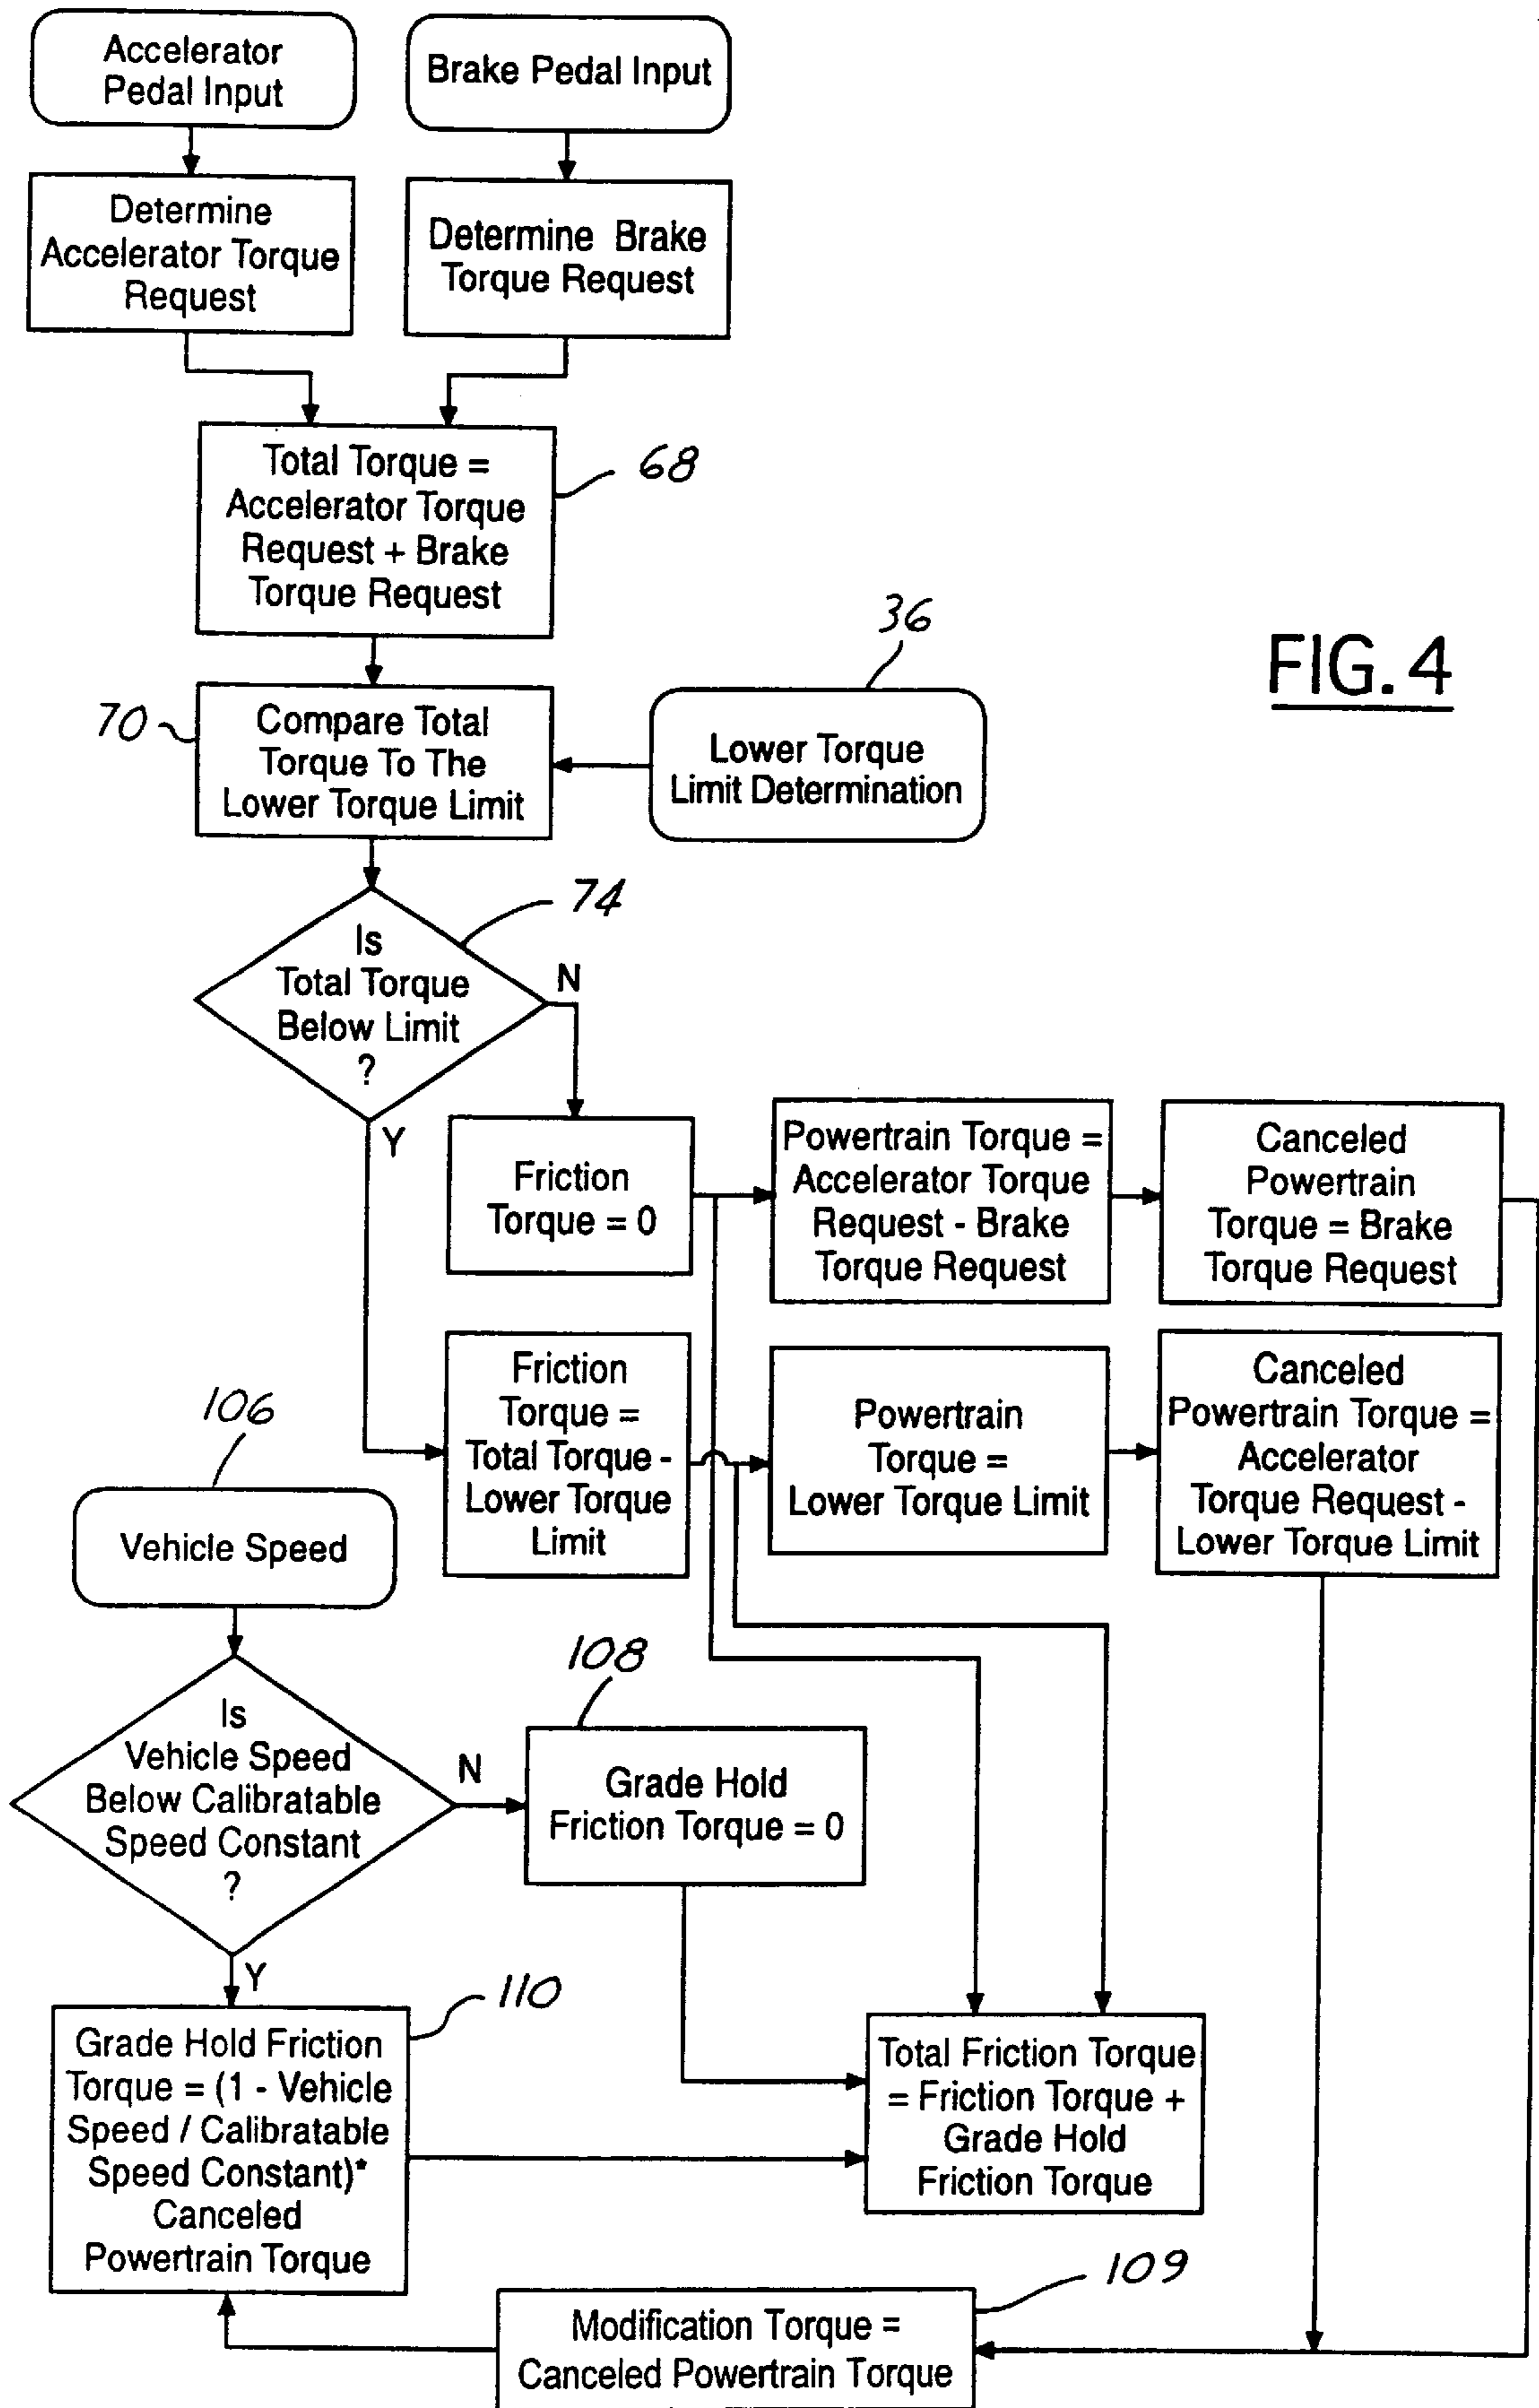 Accelerator
Pedal Input
Brake Pedal Input
Determine
Accelerator Torque
Request
Determine Brake
Torque Request
Total Torque =
Accelerator Torque
Request + Brake
Torque Request
68
36
FIG. 4
70
Compare Total
Torque To The
Lower Torque Limit
Lower Torque
Limit Determination
74
Is
Total Torque
Below Limit
?
N
Y
Friction
Torque = 0
Powertrain Torque =
Accelerator Torque
Request - Brake
Torque Request
Canceled
Powertrain
Torque = Brake
Torque Request
Friction
Torque =
Total Torque -
Lower Torque
Limit
Powertrain
Torque =
Lower Torque Limit
Canceled
Powertrain Torque =
Accelerator
Torque Request -
Lower Torque Limit
106
Vehicle Speed
Is
Vehicle Speed
Below Calibratable
Speed Constant
?
N
Y
108
Grade Hold
Friction Torque = 0
110
Grade Hold Friction
Torque = (1 - Vehicle
Speed / Calibratable
Speed Constant)*
Canceled
Powertrain Torque
Total Friction Torque
= Friction Torque +
Grade Hold
Friction Torque
109
Modification Torque =
Canceled Powertrain Torque